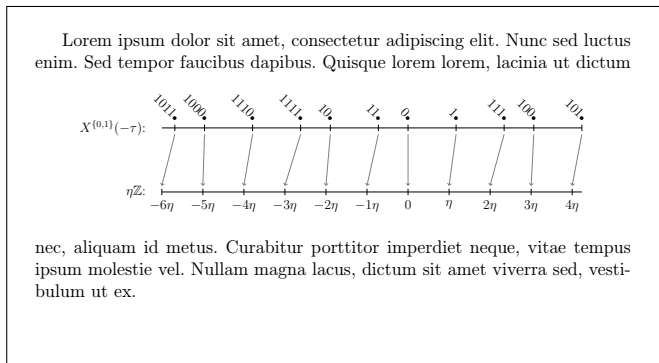 Lorem ipsum dolor sit amet, consectetur adipiscing elit. Nunc sed luctus
enim. Sed tempor faucibus dapibus. Quisque lorem lorem, lacinia ut dictum
1011 1000 1110 1111 10 11 0 1 111 100 101
X^{0,1}(−τ):
ηℤ:
−6η −5η −4η −3η −2η −1η 0 η 2η 3η 4η
nec, aliquam id metus. Curabitur porttitor imperdiet neque, vitae tempus
ipsum molestie vel. Nullam magna lacus, dictum sit amet viverra sed, vesti-
bulum ut ex.